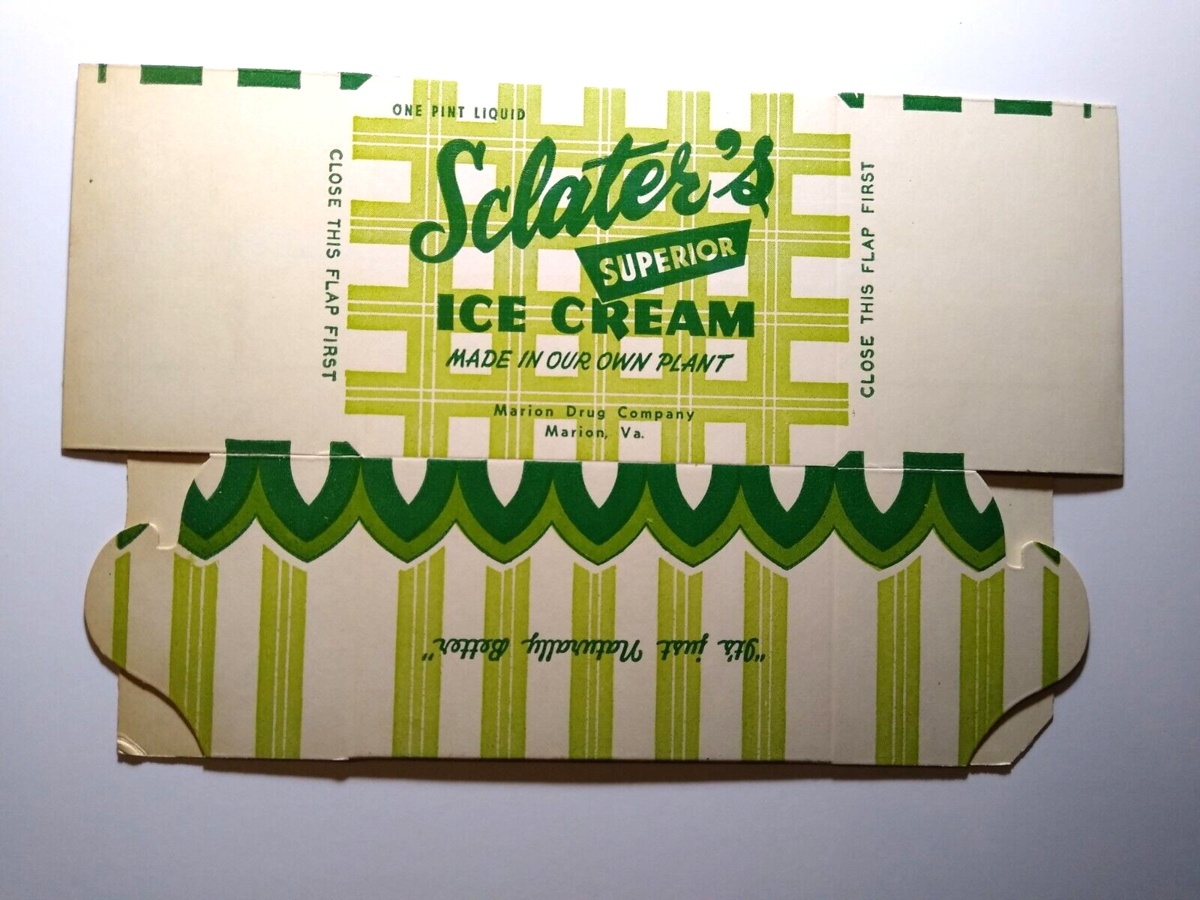 ONE PINT LIQUID
Sclater's
SUPERIOR
ICE CREAM
MADE IN OUR OWN PLANT
Marion Drug Company
Marion, Va.
CLOSE THIS FLAP FIRST
CLOSE THIS FLAP FIRST
"It's just Naturally Better"